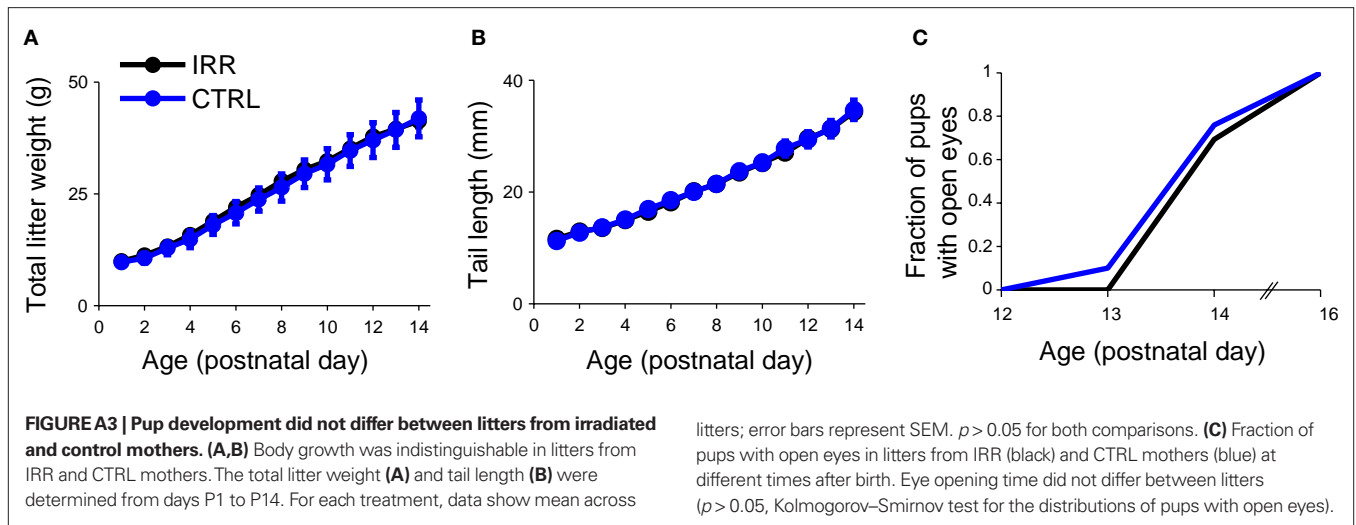 A
IRR
CTRL
Total litter weight (g)
50
25
0
0 2 4 6 8 10 12 14
Age (postnatal day)
B
Tail length (mm)
40
20
0
0 2 4 6 8 10 12 14
Age (postnatal day)
C
Fraction of pups
with open eyes
1
0.8
0.6
0.4
0.2
0
12 13 14 16
Age (postnatal day)
FIGURE A3 | Pup development did not differ between litters from irradiated
and control mothers. (A,B) Body growth was indistinguishable in litters from
IRR and CTRL mothers. The total litter weight (A) and tail length (B) were
determined from days P1 to P14. For each treatment, data show mean across
litters; error bars represent SEM. p > 0.05 for both comparisons. (C) Fraction of
pups with open eyes in litters from IRR (black) and CTRL mothers (blue) at
different times after birth. Eye opening time did not differ between litters
(p > 0.05, Kolmogorov–Smirnov test for the distributions of pups with open eyes).